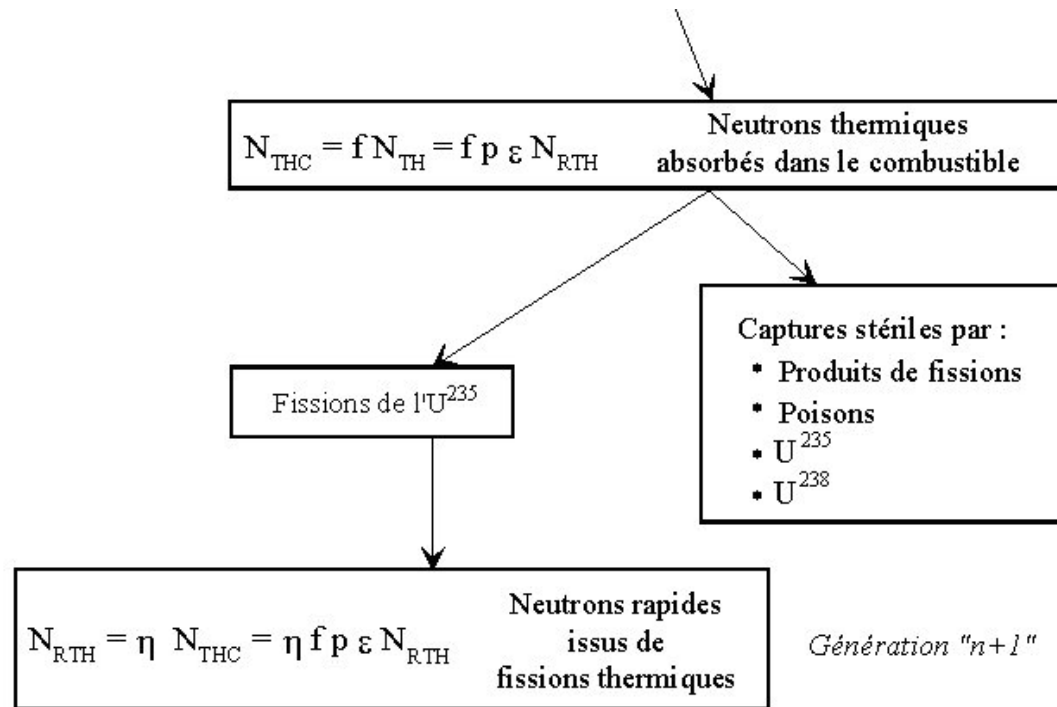 N_THC = f N_TH = f p ε N_RTH
Neutrons thermiques
absorbés dans le combustible
Fissions de l'U^235
Captures stériles par :
• Produits de fissions
• Poisons
• U^235
• U^238
N_RTH = η N_THC = η f p ε N_RTH
Neutrons rapides
issus de
fissions thermiques
Génération "n+1"